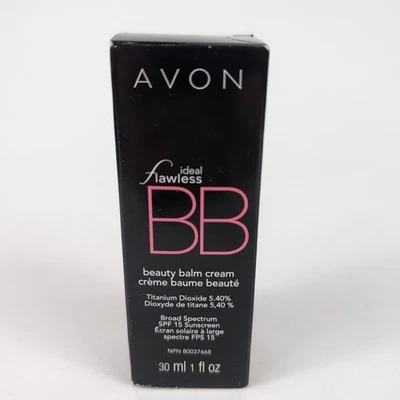 AVON
ideal
flawless
BB
beauty balm cream
crème baume beauté
Titanium Dioxide 5.40%
Dioxyde de titane 5,40 %
Broad Spectrum
SPF 15 Sunscreen
Écran solaire à large
spectre FPS 15
NPN 80037668
30 ml 1 fl oz